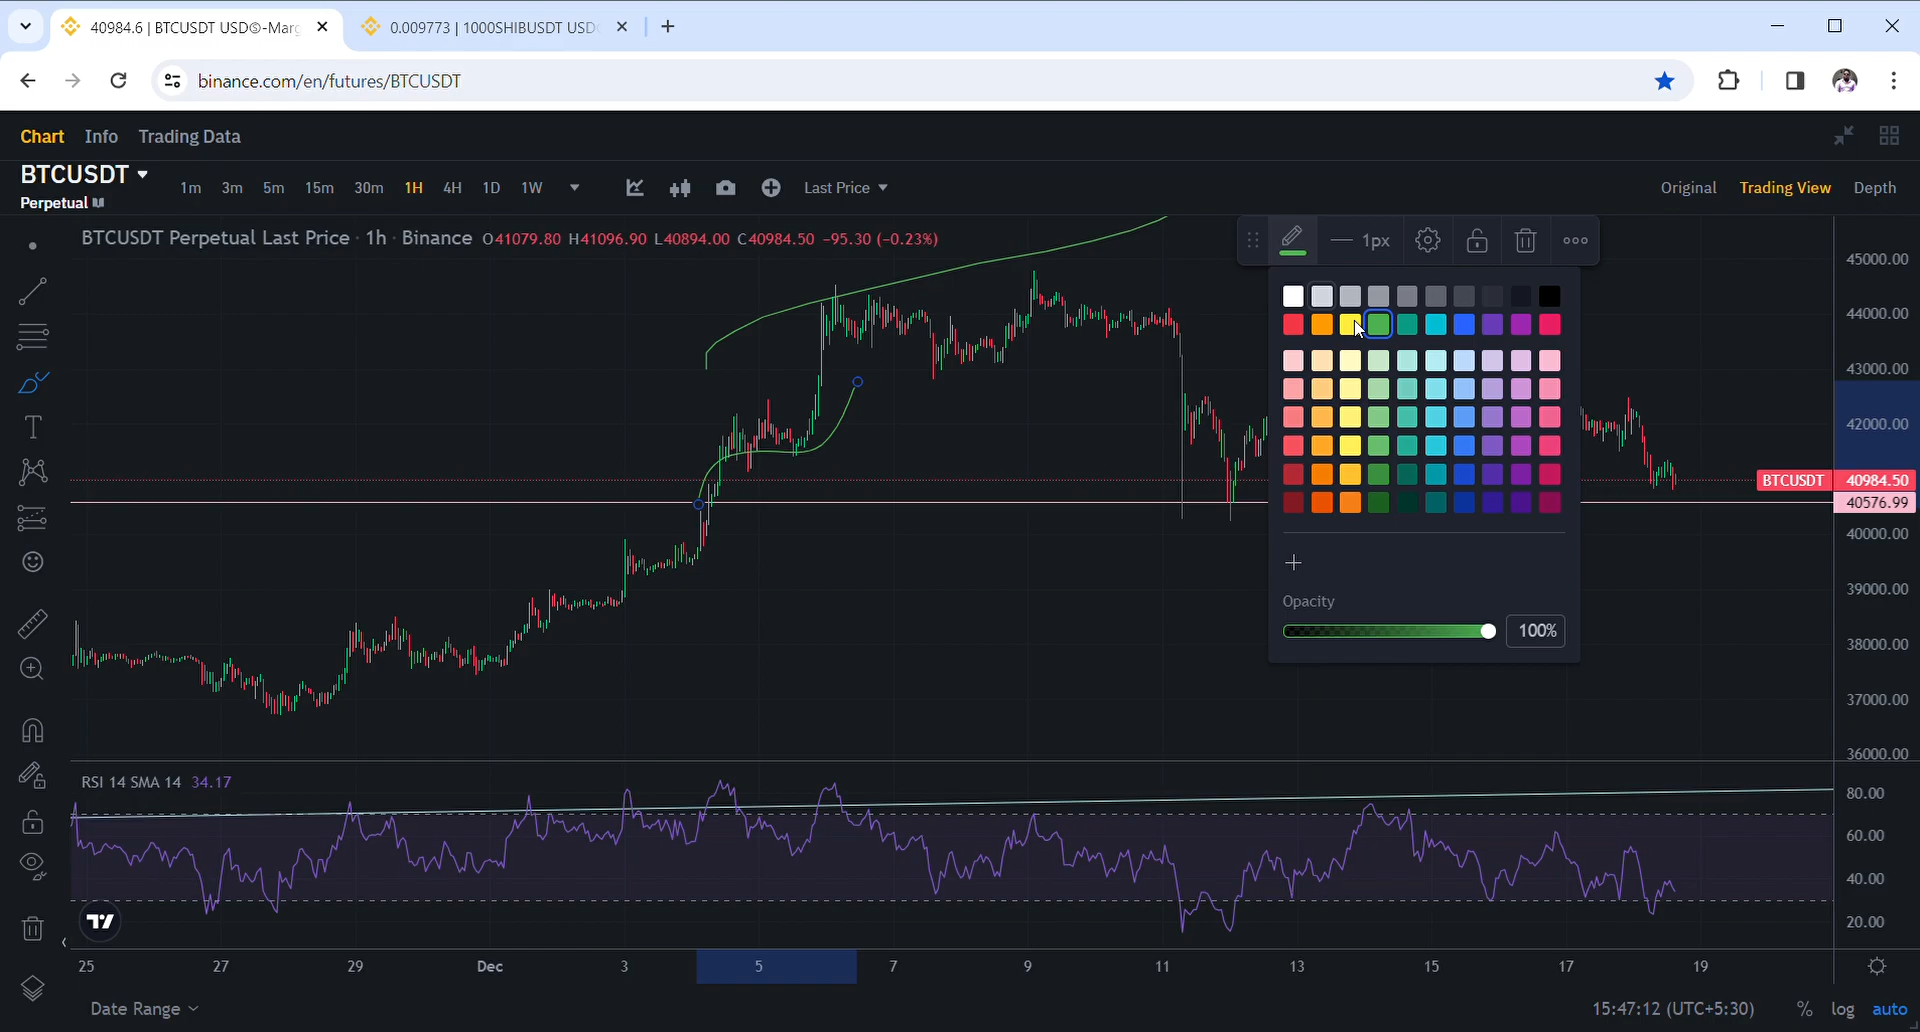 40984.6 | BTCUSDT USDⓈ-Marg
0.009773 | 1000SHIBUSDT USD
binance.com/en/futures/BTCUSDT
Chart Info Trading Data
BTCUSDT
Perpetual
1m 3m 5m 15m 30m 1H 4H 1D 1W Last Price Original Trading View Depth
BTCUSDT Perpetual Last Price · 1h · Binance O41079.80 H41096.90 L40894.00 C40984.50 -95.30 (-0.23%)
1px
45000.00
44000.00
43000.00
42000.00
BTCUSDT 40984.50
40576.99
40000.00
39000.00
Opacity
100%
38000.00
37000.00
36000.00
RSI 14 SMA 14 34.17
80.00
60.00
40.00
20.00
25 27 29 Dec 3 5 7 9 11 13 15 17 19
Date Range 15:47:12 (UTC+5:30) % log auto